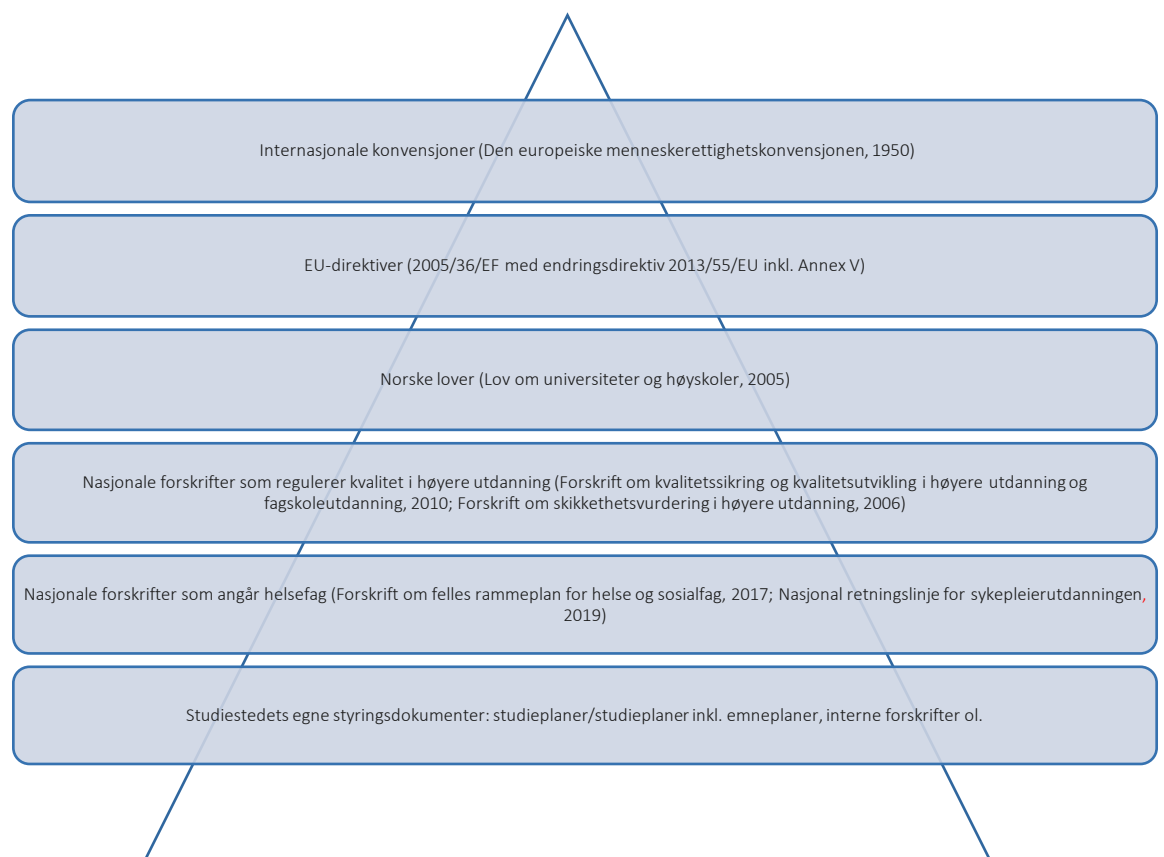 Internasjonale konvensjoner (Den europeiske menneskerettighetskonvensjonen, 1950)
EU-direktiver (2005/36/EF med endringsdirektiv 2013/55/EU inkl. Annex V)
Norske lover (Lov om universiteter og høyskoler, 2005)
Nasjonale forskrifter som regulerer kvalitet i høyere utdanning (Forskrift om kvalitetssikring og kvalitetsutvikling i høyere utdanning og
fagskoleutdanning, 2010; Forskrift om skikkethetsvurdering i høyere utdanning, 2006)
Nasjonale forskrifter som angår helsefag (Forskrift om felles rammeplan for helse og sosialfag, 2017; Nasjonal retningslinje for sykepleierutdanningen,
2019)
Studiestedets egne styringsdokumenter: studieplaner/studieplaner inkl. emneplaner, interne forskrifter ol.